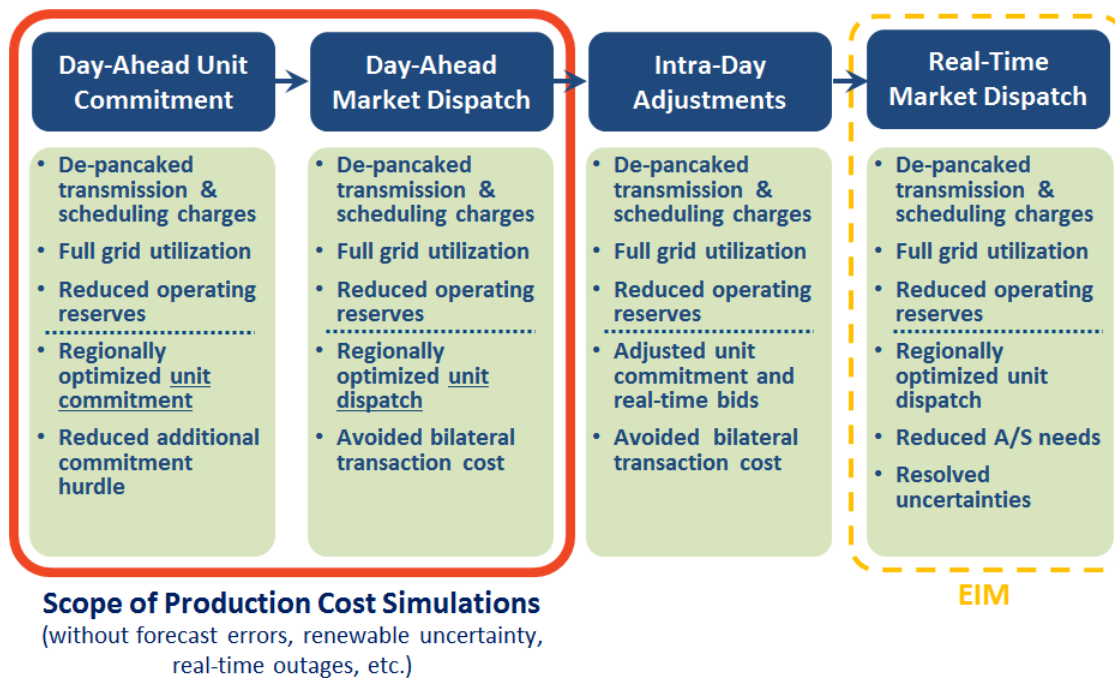 Day-Ahead Unit
Commitment
Day-Ahead
Market Dispatch
Intra-Day
Adjustments
Real-Time
Market Dispatch
• De-pancaked
transmission &
scheduling charges
• Full grid utilization
• Reduced operating
reserves
• Regionally
optimized unit
commitment
• Reduced additional
commitment
hurdle
• De-pancaked
transmission &
scheduling charges
• Full grid utilization
• Reduced operating
reserves
• Regionally
optimized unit
dispatch
• Avoided bilateral
transaction cost
• De-pancaked
transmission &
scheduling charges
• Full grid utilization
• Reduced operating
reserves
• Adjusted unit
commitment and
real-time bids
• Avoided bilateral
transaction cost
• De-pancaked
transmission &
scheduling charges
• Full grid utilization
• Reduced operating
reserves
• Regionally
optimized unit
dispatch
• Reduced A/S needs
• Resolved
uncertainties
Scope of Production Cost Simulations
(without forecast errors, renewable uncertainty,
real-time outages, etc.)
EIM